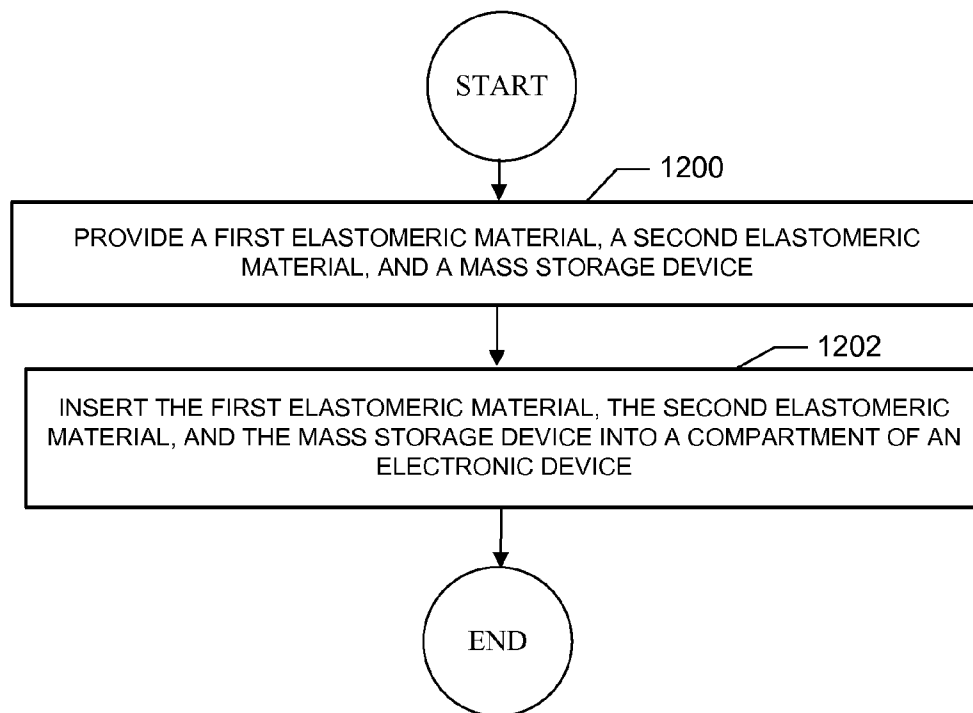 START
1200
PROVIDE A FIRST ELASTOMERIC MATERIAL, A SECOND ELASTOMERIC
MATERIAL, AND A MASS STORAGE DEVICE
1202
INSERT THE FIRST ELASTOMERIC MATERIAL, THE SECOND ELASTOMERIC
MATERIAL, AND THE MASS STORAGE DEVICE INTO A COMPARTMENT OF AN
ELECTRONIC DEVICE
END